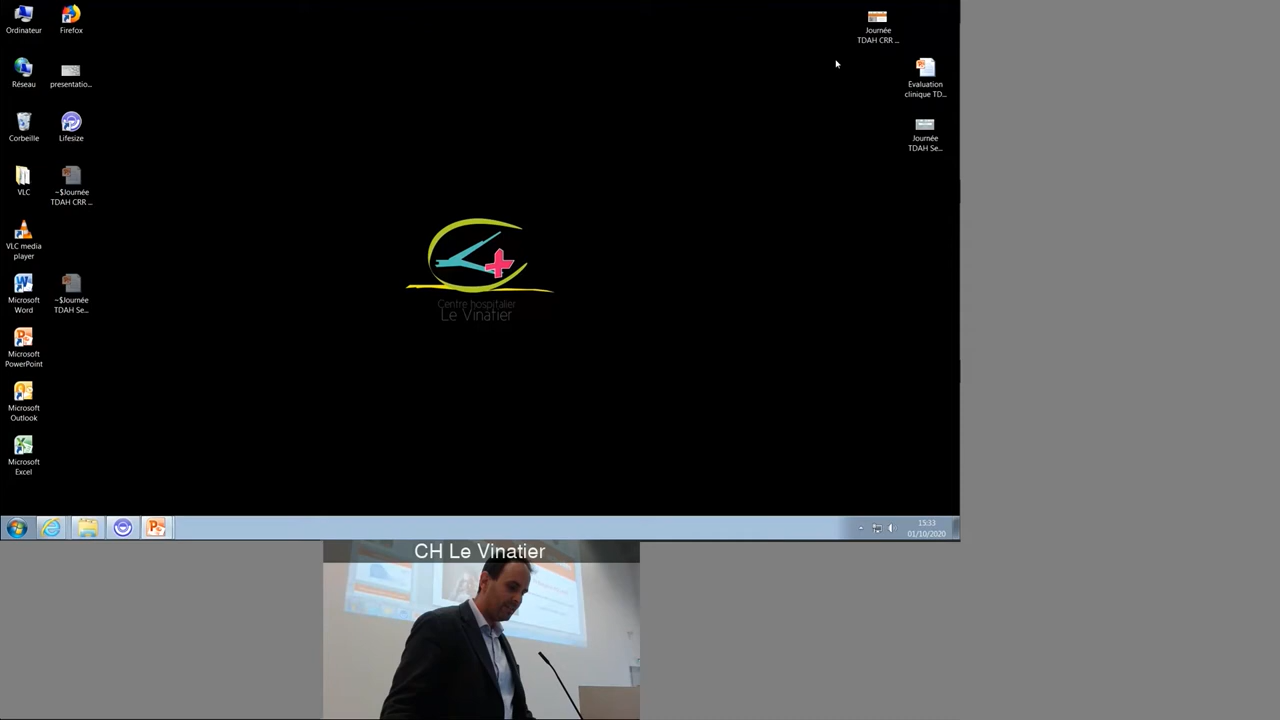 Ordinateur
Firefox
Réseau
presentatio...
Corbeille
Lifesize
VLC
~$Journée
TDAH CRR ...
VLC media
player
Microsoft
Word
~$Journée
TDAH Se...
Microsoft
PowerPoint
Microsoft
Outlook
Microsoft
Excel
Journée
TDAH CRR ...
Evaluation
clinique TD...
Journée
TDAH Se...
Centre hospitalier
Le Vinatier
15:33
01/10/2020
CH Le Vinatier